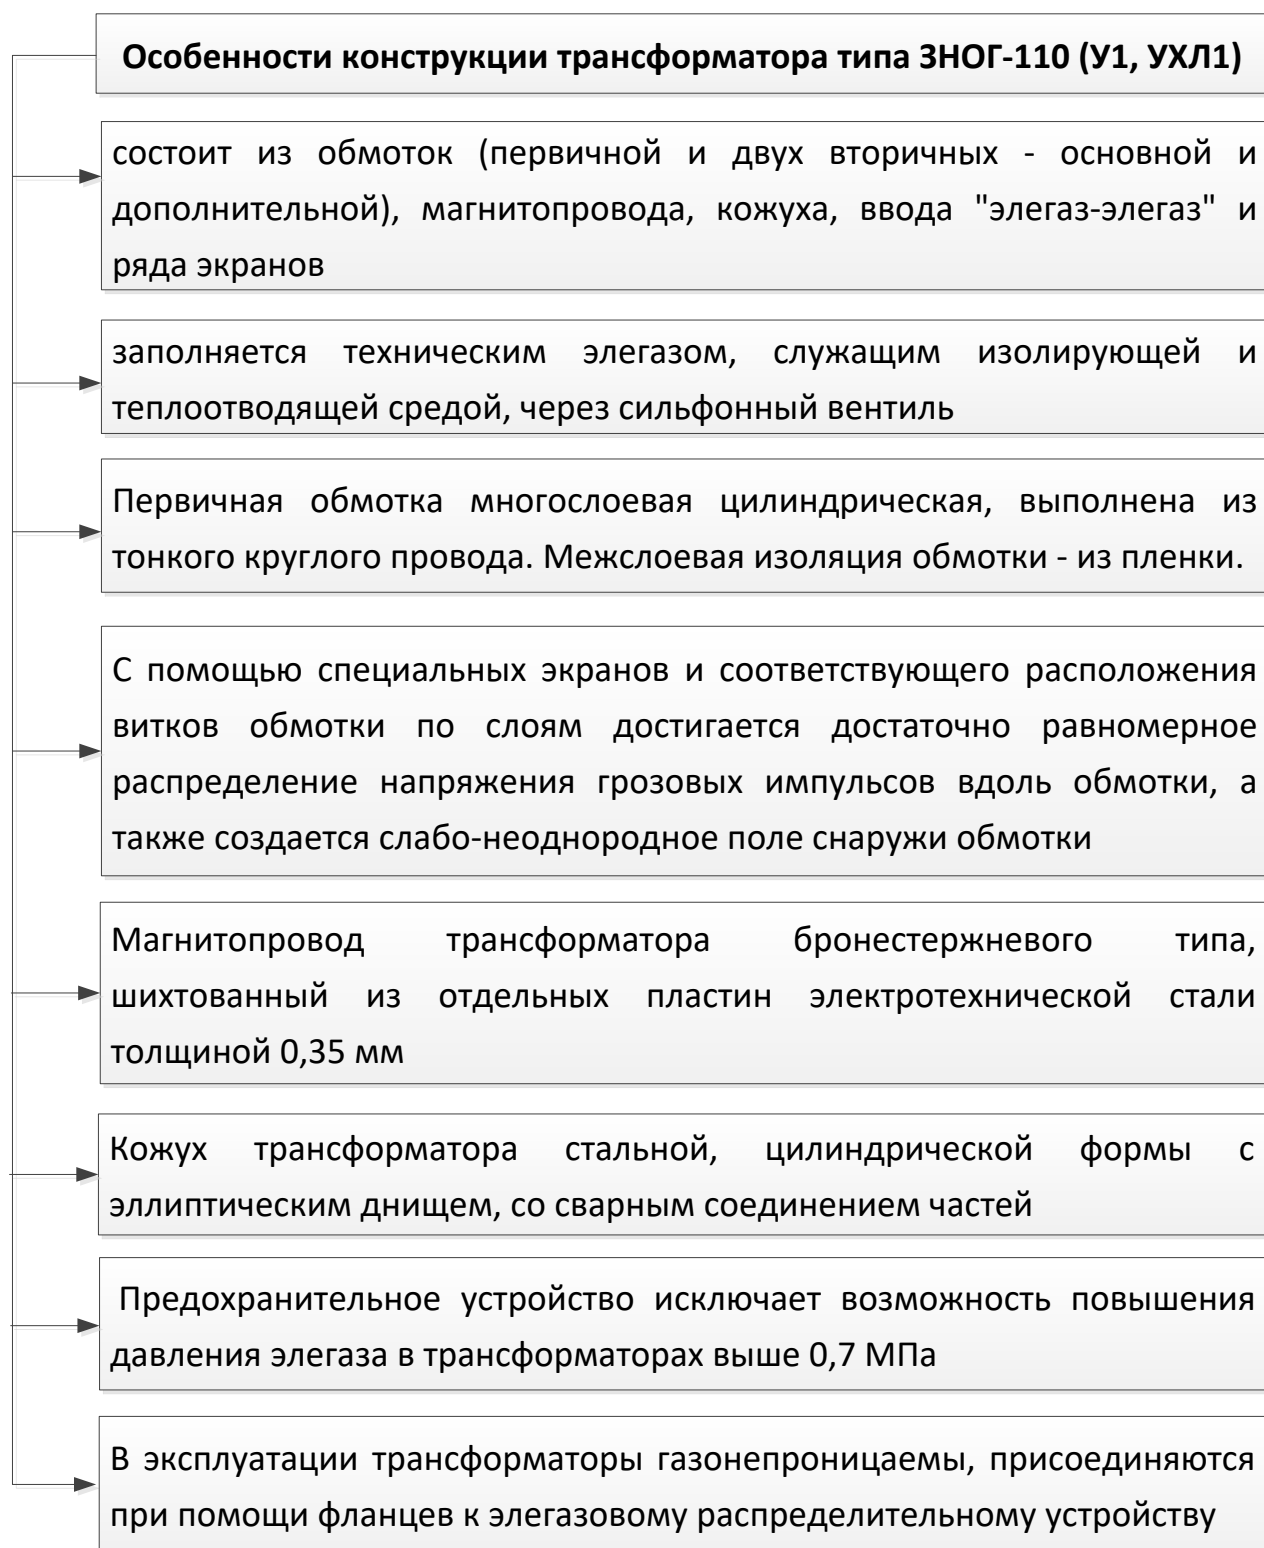 Особенности конструкции трансформатора типа ЗНОГ-110 (У1, УХЛ1)
состоит из обмоток (первичной и двух вторичных - основной и
дополнительной), магнитопровода, кожуха, ввода "элегаз-элегаз" и
ряда экранов
заполняется техническим элегазом, служащим изолирующей и
теплоотводящей средой, через сильфонный вентиль
Первичная обмотка многослоевая цилиндрическая, выполнена из
тонкого круглого провода. Межслоевая изоляция обмотки - из пленки.
С помощью специальных экранов и соответствующего расположения
витков обмотки по слоям достигается достаточно равномерное
распределение напряжения грозовых импульсов вдоль обмотки, а
также создается слабо-неоднородное поле снаружи обмотки
Магнитопровод трансформатора бронестержневого типа,
шихтованный из отдельных пластин электротехнической стали
толщиной 0,35 мм
Кожух трансформатора стальной, цилиндрической формы с
эллиптическим днищем, со сварным соединением частей
Предохранительное устройство исключает возможность повышения
давления элегаза в трансформаторах выше 0,7 МПа
В эксплуатации трансформаторы газонепроницаемы, присоединяются
при помощи фланцев к элегазовому распределительному устройству